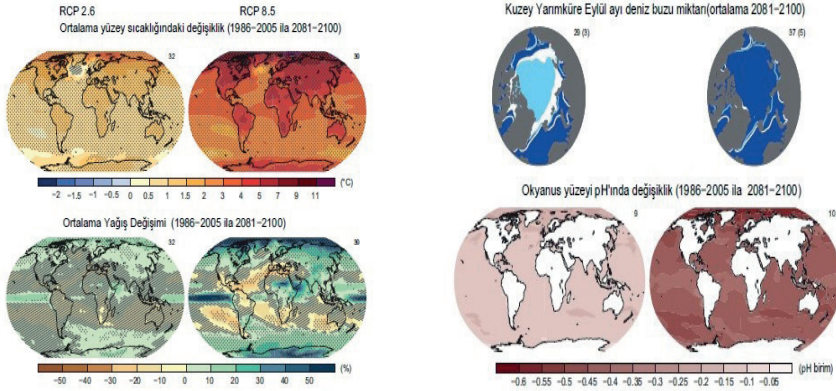 RCP 2.6 RCP 8.5
Ortalama yüzey sıcaklığındaki değişiklik (1986-2005 ila 2081-2100)
32 39
−2 −1.5 −1 −0.5 0 0.5 1 1.5 2 3 4 5 7 9 11 (°C)
Ortalama Yağış Değişimi (1986-2005 ila 2081-2100)
32 39
−50 −40 −30 −20 −10 0 10 20 30 40 50 (%)
Kuzey Yarımküre Eylül ayı deniz buzu miktarı(ortalama 2081-2100)
29 (3) 37 (5)
Okyanus yüzeyi pH'ında değişiklik (1986-2005 ila 2081-2100)
9 10
−0.6 −0.55 −0.5 −0.45 −0.4 −0.35 −0.3 −0.25 −0.2 −0.15 −0.1 −0.05 (pH birim)